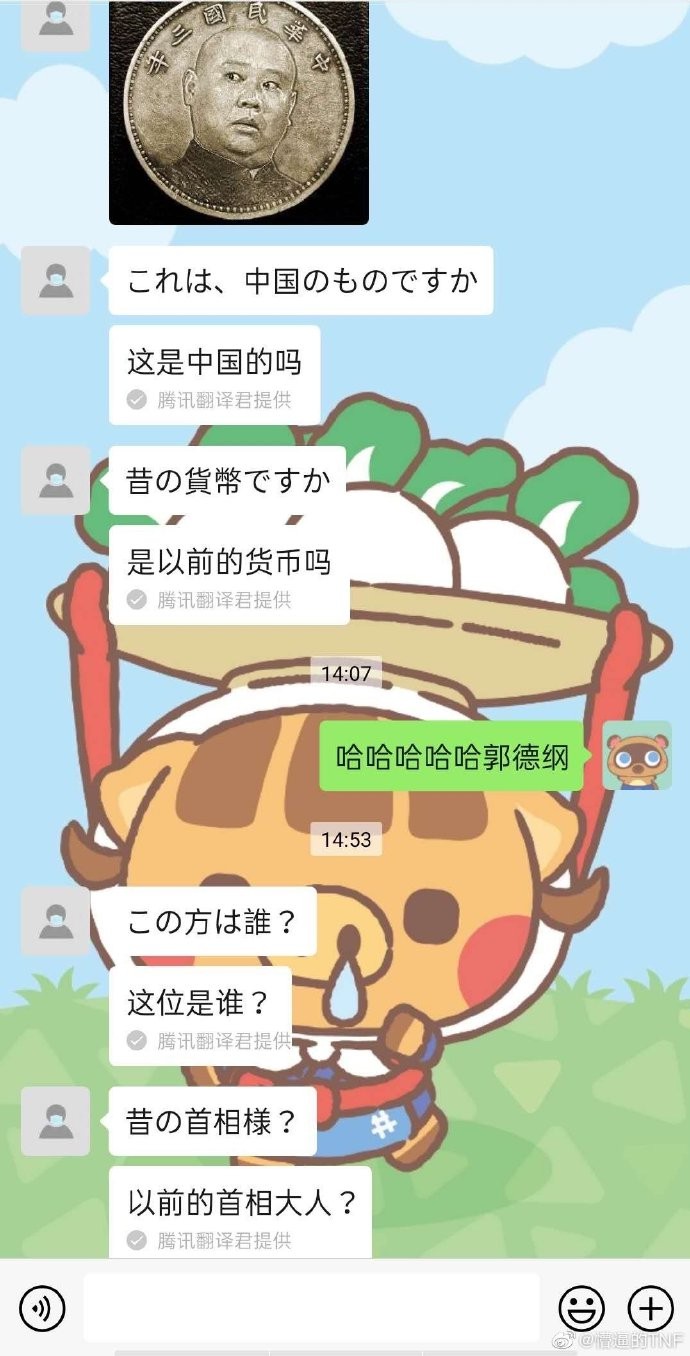 中華民國三年
これは、中国のものですか
这是中国的吗
腾讯翻译君提供
昔の貨幣ですか
是以前的货币吗
腾讯翻译君提供
14:07
哈哈哈哈哈郭德纲
14:53
この方は誰？
这位是谁？
腾讯翻译君提供
昔の首相様？
以前的首相大人？
腾讯翻译君提供
@懵逼的TNF